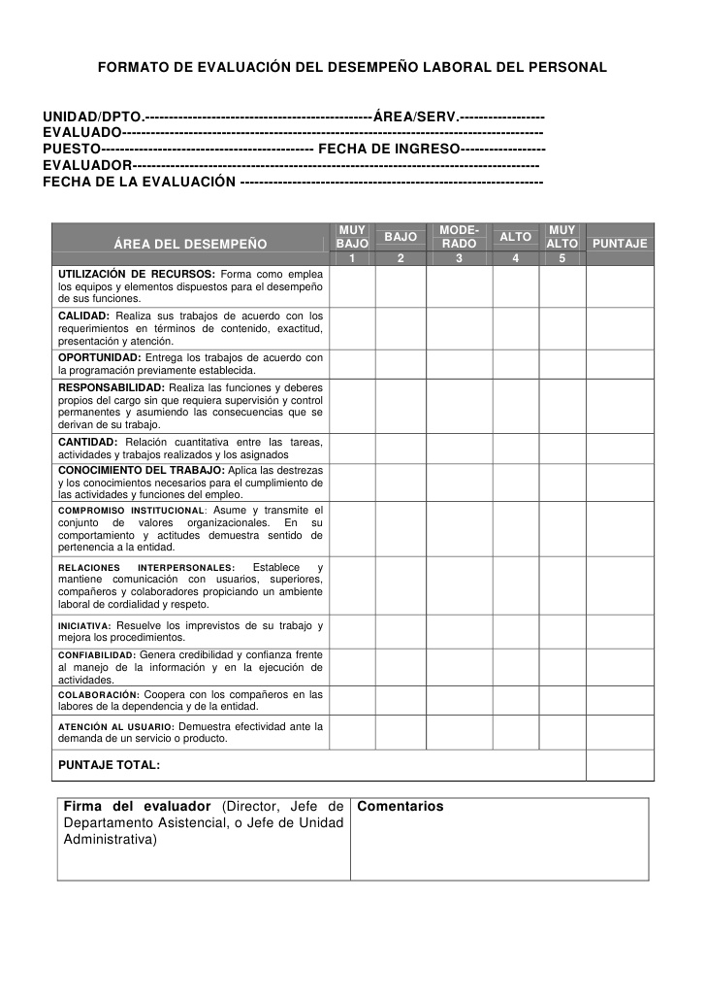 FORMATO DE EVALUACIÓN DEL DESEMPEÑO LABORAL DEL PERSONAL
UNIDAD/DPTO.------------------------------------------------ÁREA/SERV.------------------
EVALUADO-----------------------------------------------------------------------------------------
PUESTO--------------------------------------------- FECHA DE INGRESO------------------
EVALUADOR--------------------------------------------------------------------------------------
FECHA DE LA EVALUACIÓN ----------------------------------------------------------------
ÁREA DEL DESEMPEÑO
MUY BAJO
BAJO
MODE-
RADO
ALTO
MUY ALTO
PUNTAJE
1 2 3 4 5
UTILIZACIÓN DE RECURSOS: Forma como emplea
los equipos y elementos dispuestos para el desempeño
de sus funciones.
CALIDAD: Realiza sus trabajos de acuerdo con los
requerimientos en términos de contenido, exactitud,
presentación y atención.
OPORTUNIDAD: Entrega los trabajos de acuerdo con
la programación previamente establecida.
RESPONSABILIDAD: Realiza las funciones y deberes
propios del cargo sin que requiera supervisión y control
permanentes y asumiendo las consecuencias que se
derivan de su trabajo.
CANTIDAD: Relación cuantitativa entre las tareas,
actividades y trabajos realizados y los asignados
CONOCIMIENTO DEL TRABAJO: Aplica las destrezas
y los conocimientos necesarios para el cumplimiento de
las actividades y funciones del empleo.
COMPROMISO INSTITUCIONAL: Asume y transmite el
conjunto de valores organizacionales. En su
comportamiento y actitudes demuestra sentido de
pertenencia a la entidad.
RELACIONES INTERPERSONALES: Establece y
mantiene comunicación con usuarios, superiores,
compañeros y colaboradores propiciando un ambiente
laboral de cordialidad y respeto.
INICIATIVA: Resuelve los imprevistos de su trabajo y
mejora los procedimientos.
CONFIABILIDAD: Genera credibilidad y confianza frente
al manejo de la información y en la ejecución de
actividades.
COLABORACIÓN: Coopera con los compañeros en las
labores de la dependencia y de la entidad.
ATENCIÓN AL USUARIO: Demuestra efectividad ante la
demanda de un servicio o producto.
PUNTAJE TOTAL:
Firma del evaluador (Director, Jefe de
Departamento Asistencial, o Jefe de Unidad
Administrativa)
Comentarios